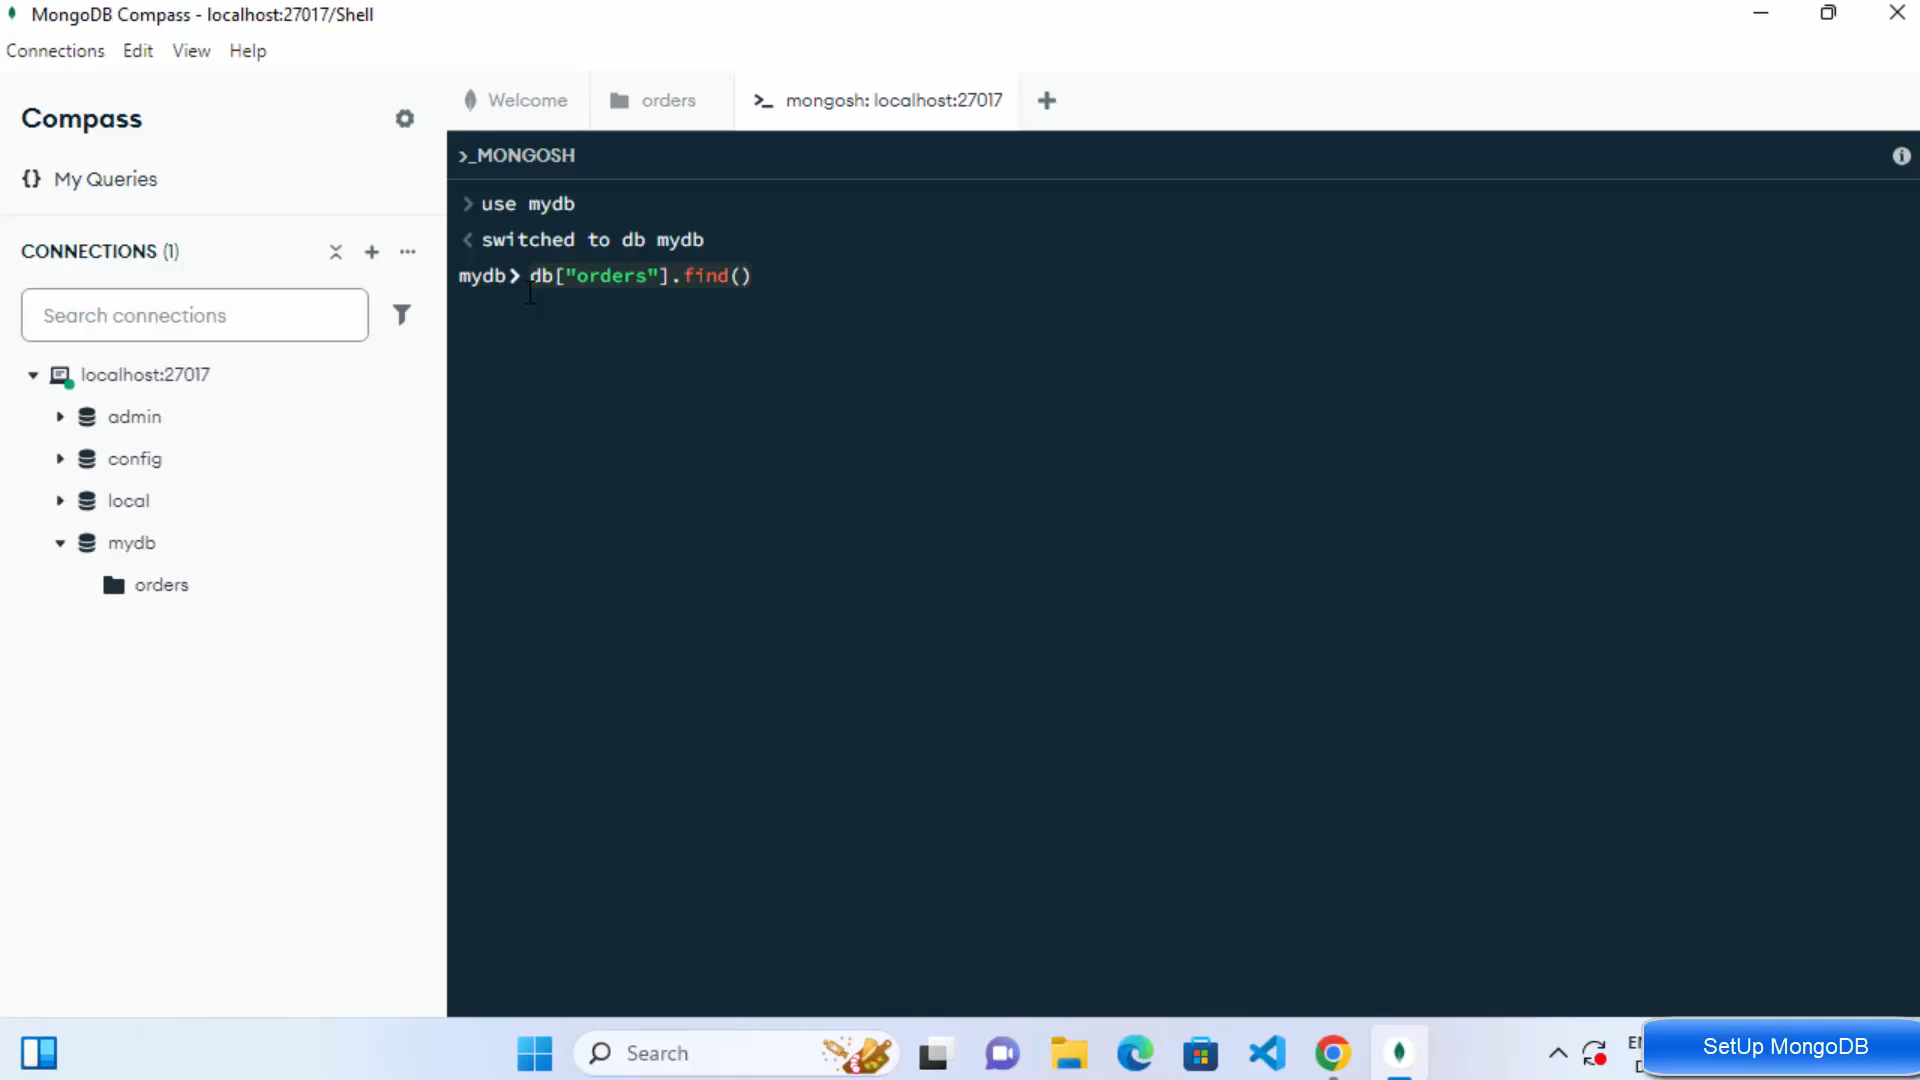 MongoDB Compass - localhost:27017/Shell
Connections Edit View Help
Compass
{} My Queries
CONNECTIONS (1)
Search connections
localhost:27017
admin
config
local
mydb
orders
Welcome
orders
>_ mongosh: localhost:27017
>_MONGOSH
> use mydb
< switched to db mydb
mydb> db["orders"].find()
Search
SetUp MongoDB